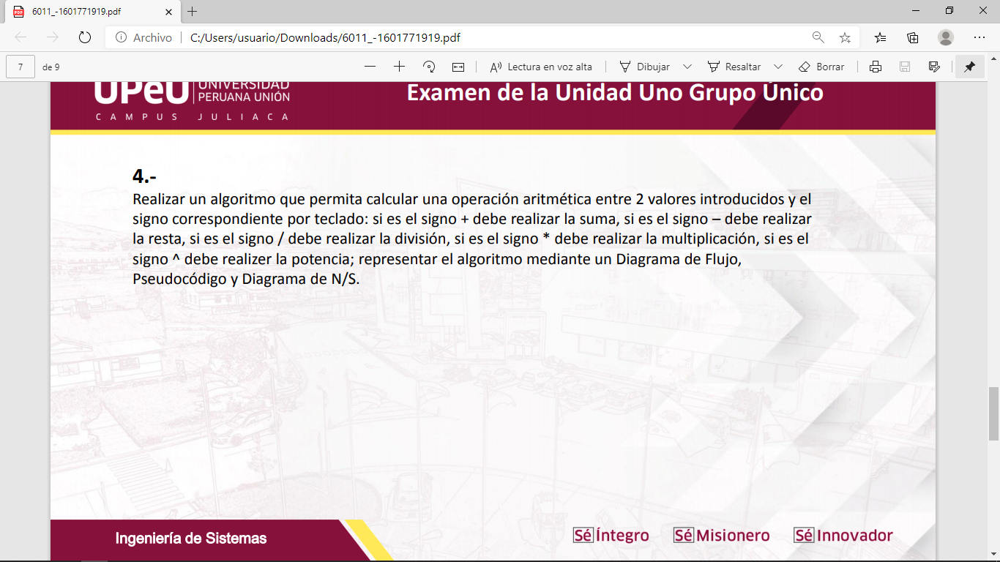 6011_-1601771919.pdf
Archivo C:/Users/usuario/Downloads/6011_-1601771919.pdf
7 de 9 Lectura en voz alta Dibujar Resaltar Borrar
UPeU UNIVERSIDAD
PERUANA UNIÓN
CAMPUS JULIACA
Examen de la Unidad Uno Grupo Único
4.-
Realizar un algoritmo que permita calcular una operación aritmética entre 2 valores introducidos y el
signo correspondiente por teclado: si es el signo + debe realizar la suma, si es el signo – debe realizar
la resta, si es el signo / debe realizar la división, si es el signo * debe realizar la multiplicación, si es el
signo ^ debe realizer la potencia; representar el algoritmo mediante un Diagrama de Flujo,
Pseudocódigo y Diagrama de N/S.
Ingeniería de Sistemas
Sé Íntegro Sé Misionero Sé Innovador